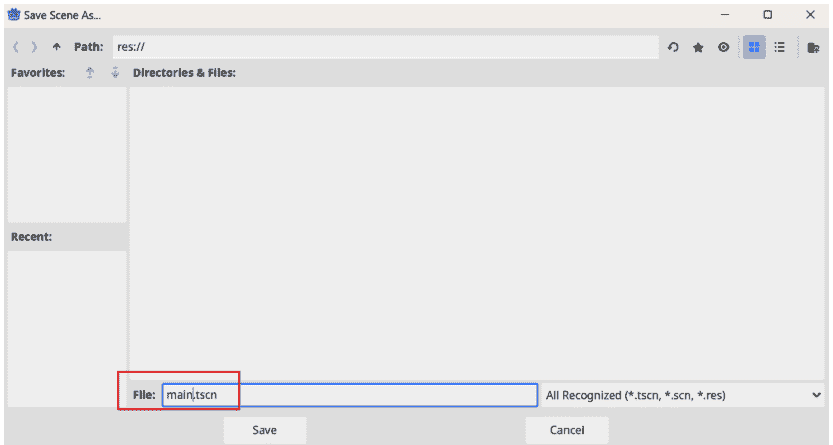 Save Scene As...
Path: res://
Favorites: Directories & Files:
Recent:
File: main.tscn All Recognized (*.tscn, *.scn, *.res)
Save Cancel